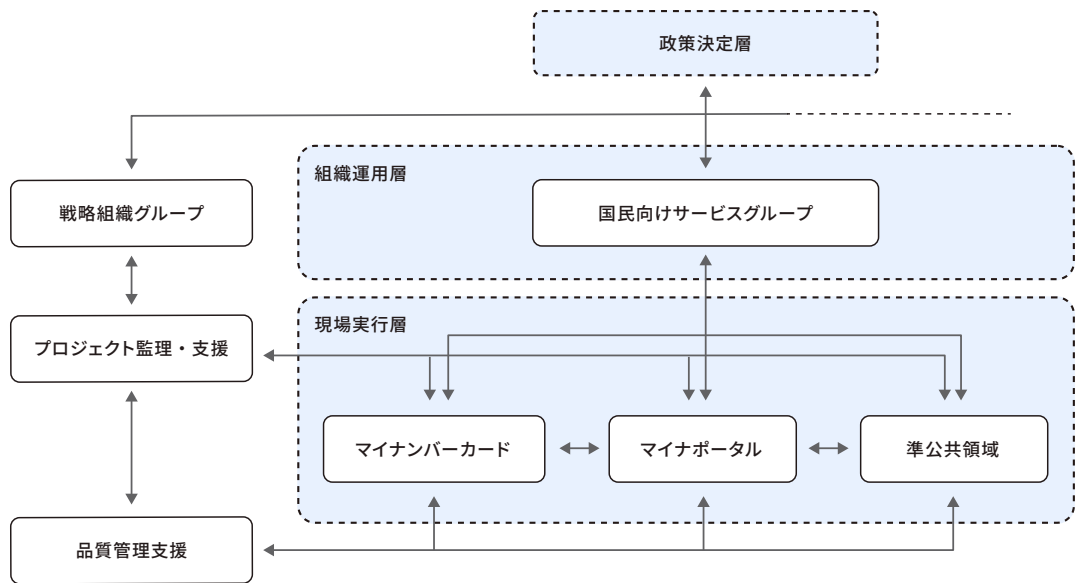 政策決定層
組織運用層
戦略組織グループ
国民向けサービスグループ
現場実行層
プロジェクト監理・支援
マイナンバーカード
マイナポータル
準公共領域
品質管理支援